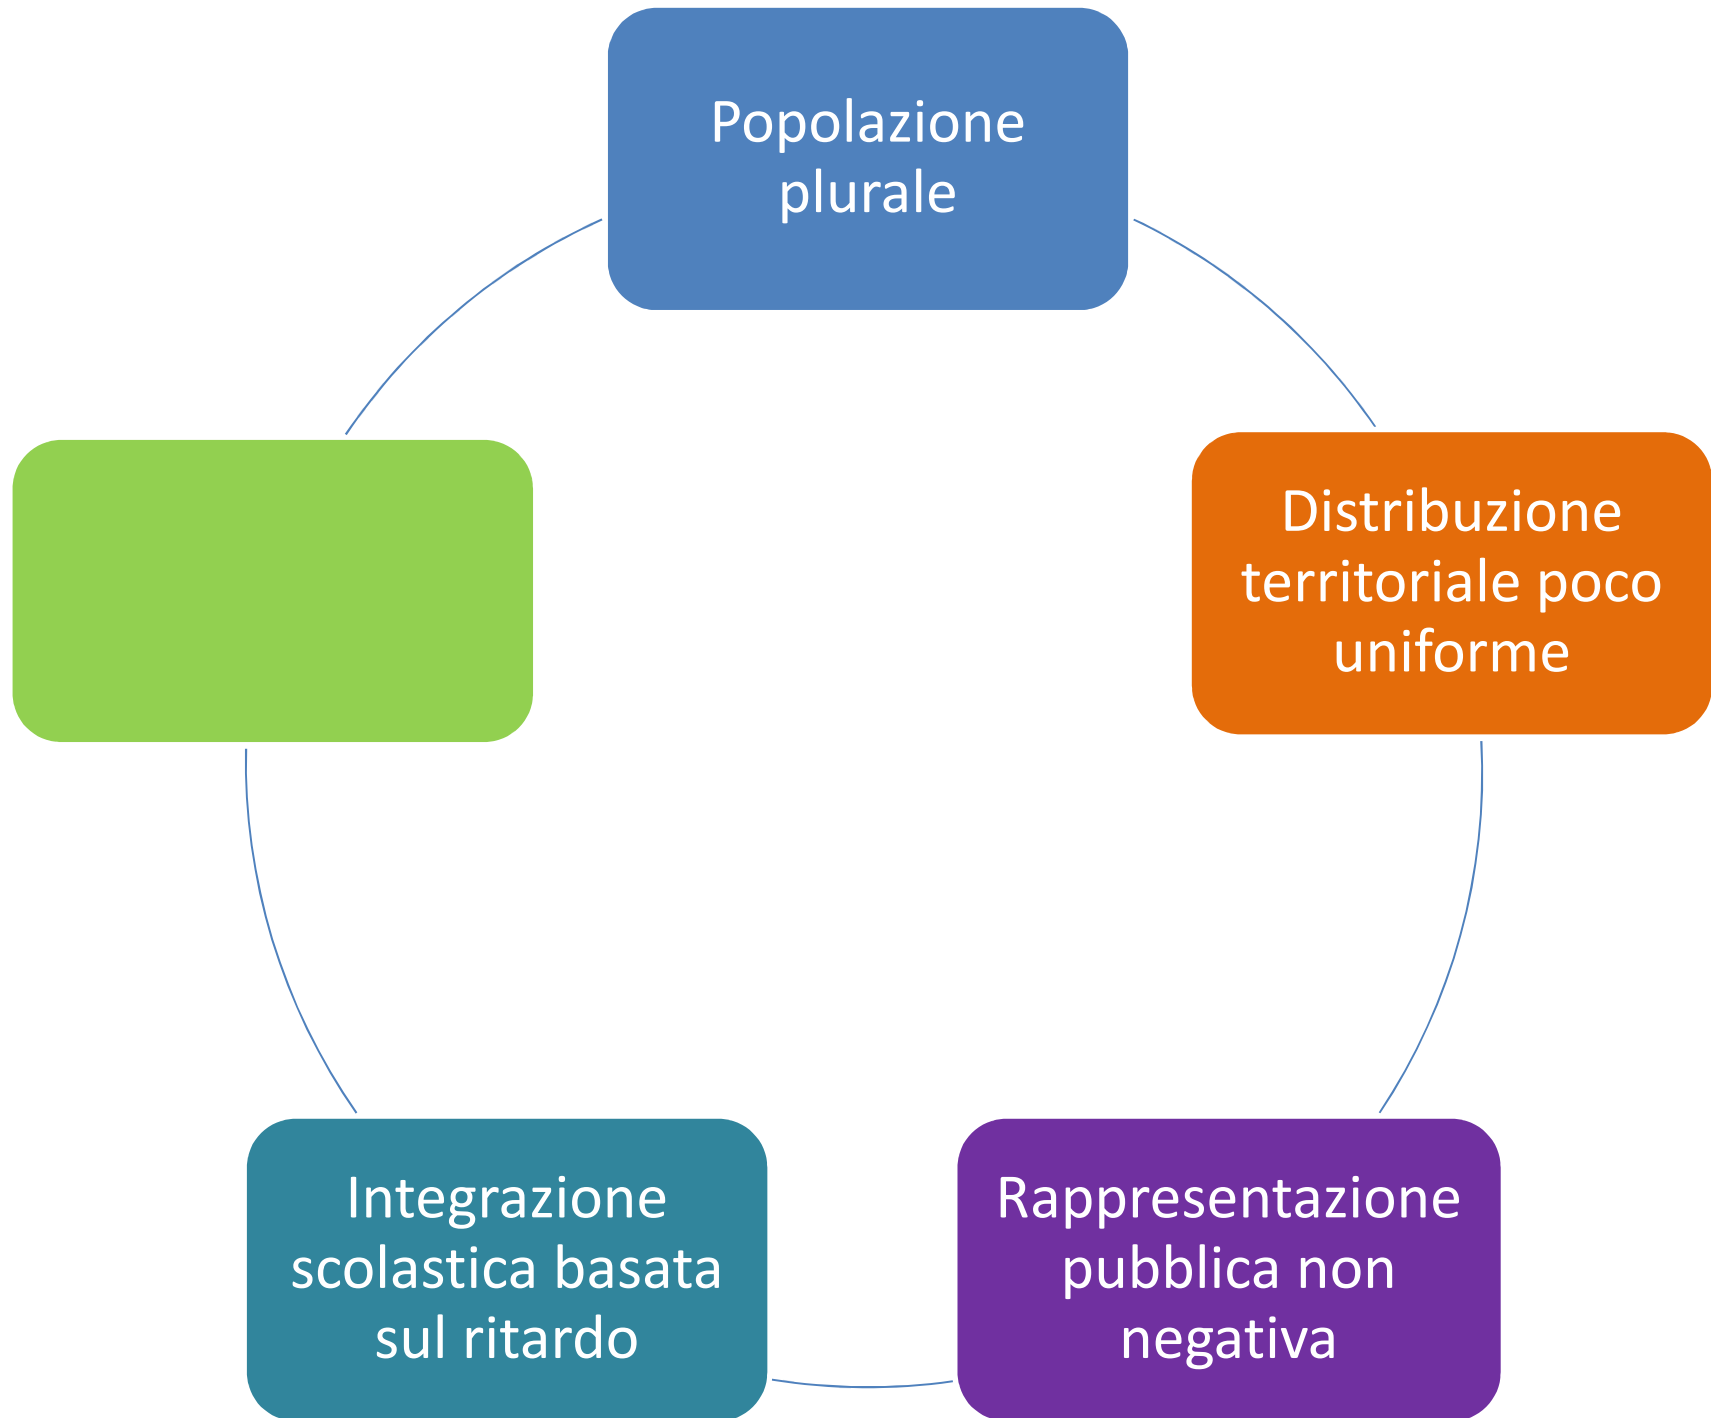 Popolazione
plurale
Distribuzione
territoriale poco
uniforme
Rappresentazione
pubblica non
negativa
Integrazione
scolastica basata
sul ritardo